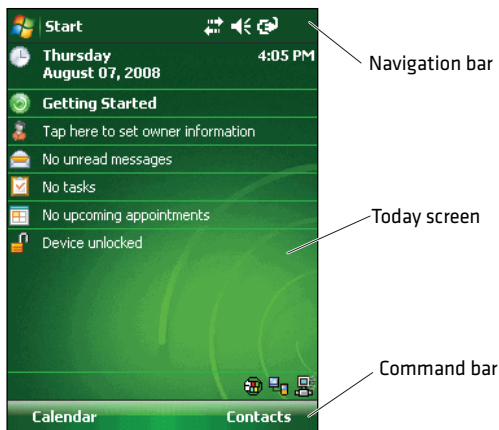 Start
Thursday 4:05 PM
August 07, 2008
Getting Started
Tap here to set owner information
No unread messages
No tasks
No upcoming appointments
Device unlocked
Calendar Contacts
Navigation bar
Today screen
Command bar